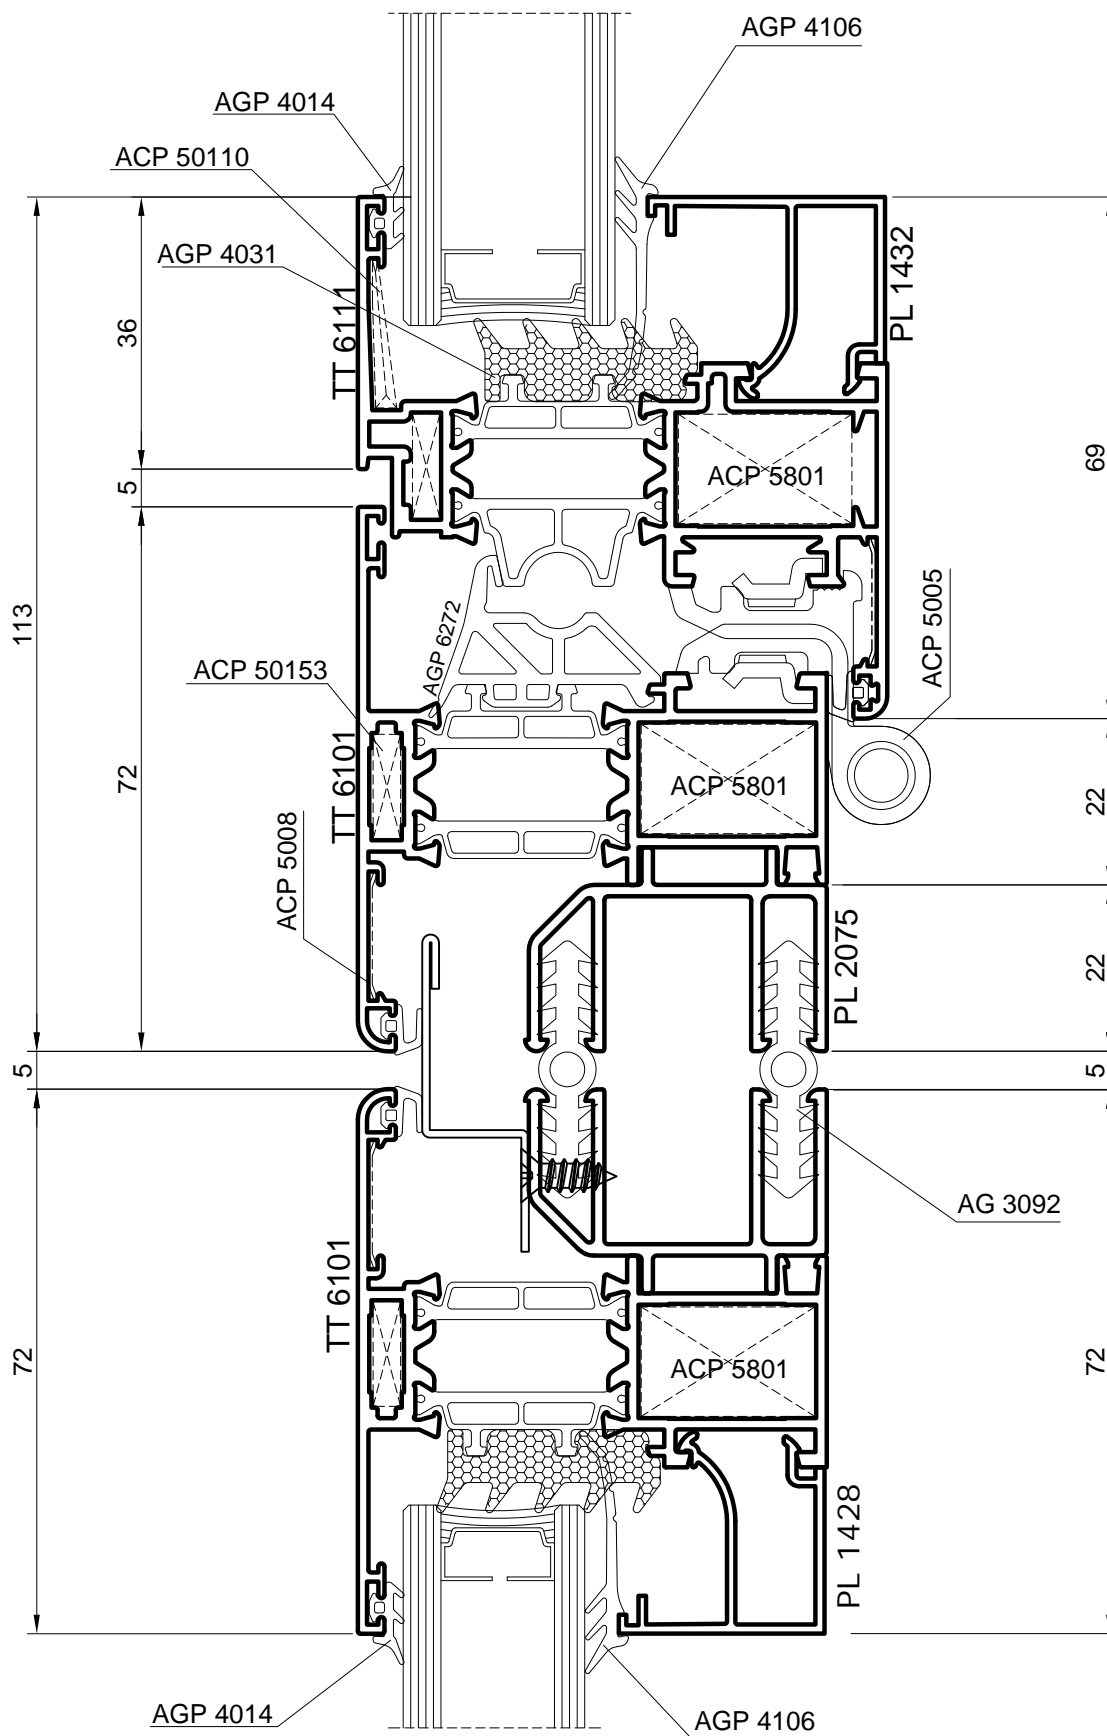 AGP 4106
AGP 4014
ACP 50110
AGP 4031
PL 1432
TT 6111
36
69
ACP 5801
5
113
ACP 5005
AGP 6272
ACP 50153
72
TT 6101
ACP 5801
22
ACP 5008
PL 2075
22
5
5
AG 3092
TT 6101
72
ACP 5801
72
PL 1428
AGP 4014
AGP 4106